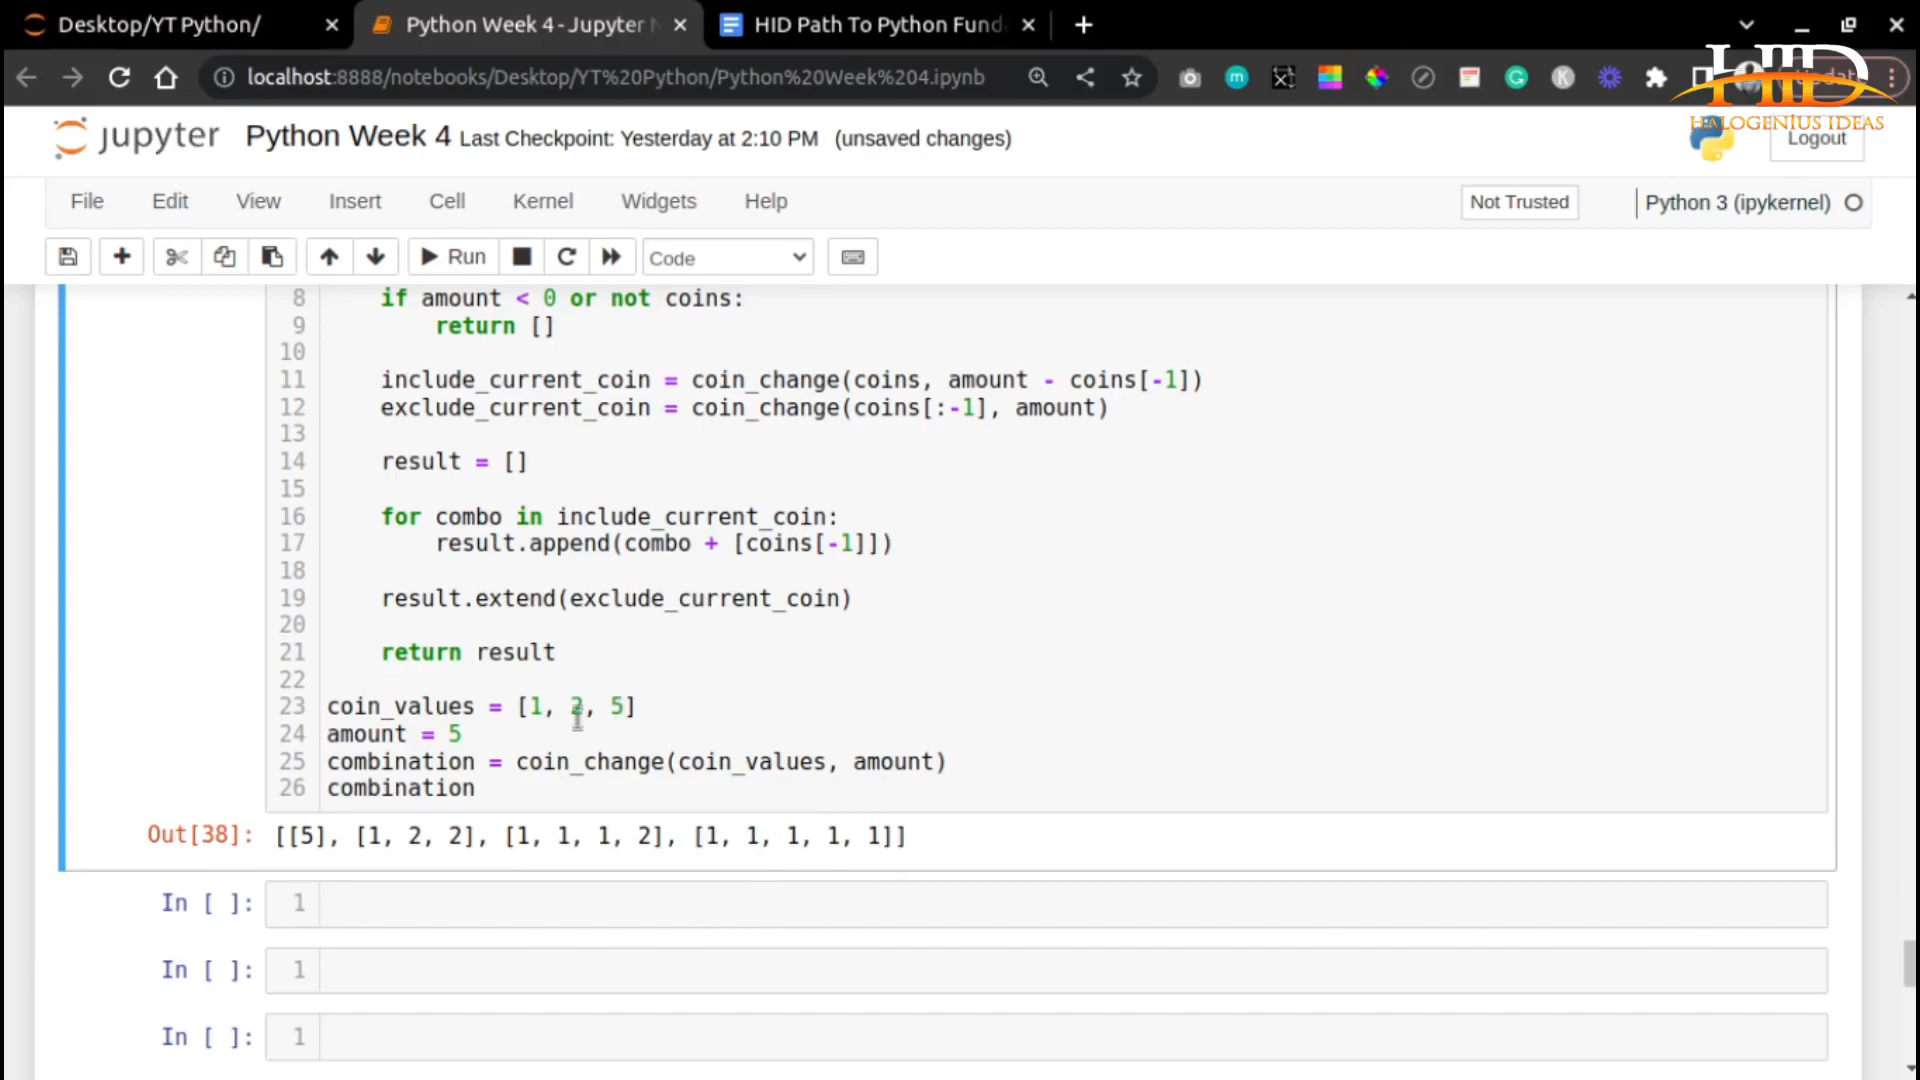 Desktop/YT Python/
Python Week 4 - Jupyter N
HID Path To Python Fund
localhost:8888/notebooks/Desktop/YT%20Python/Python%20Week%204.ipynb
HID
HALOGENIUS IDEAS
jupyter Python Week 4 Last Checkpoint: Yesterday at 2:10 PM (unsaved changes)
Logout
File Edit View Insert Cell Kernel Widgets Help Not Trusted Python 3 (ipykernel)
Run Code
8 if amount < 0 or not coins:
9 return []
10
11 include_current_coin = coin_change(coins, amount - coins[-1])
12 exclude_current_coin = coin_change(coins[:-1], amount)
13
14 result = []
15
16 for combo in include_current_coin:
17 result.append(combo + [coins[-1]])
18
19 result.extend(exclude_current_coin)
20
21 return result
22
23 coin_values = [1, 2, 5]
24 amount = 5
25 combination = coin_change(coin_values, amount)
26 combination
Out[38]: [[5], [1, 2, 2], [1, 1, 1, 2], [1, 1, 1, 1, 1]]
In [ ]: 1
In [ ]: 1
In [ ]: 1